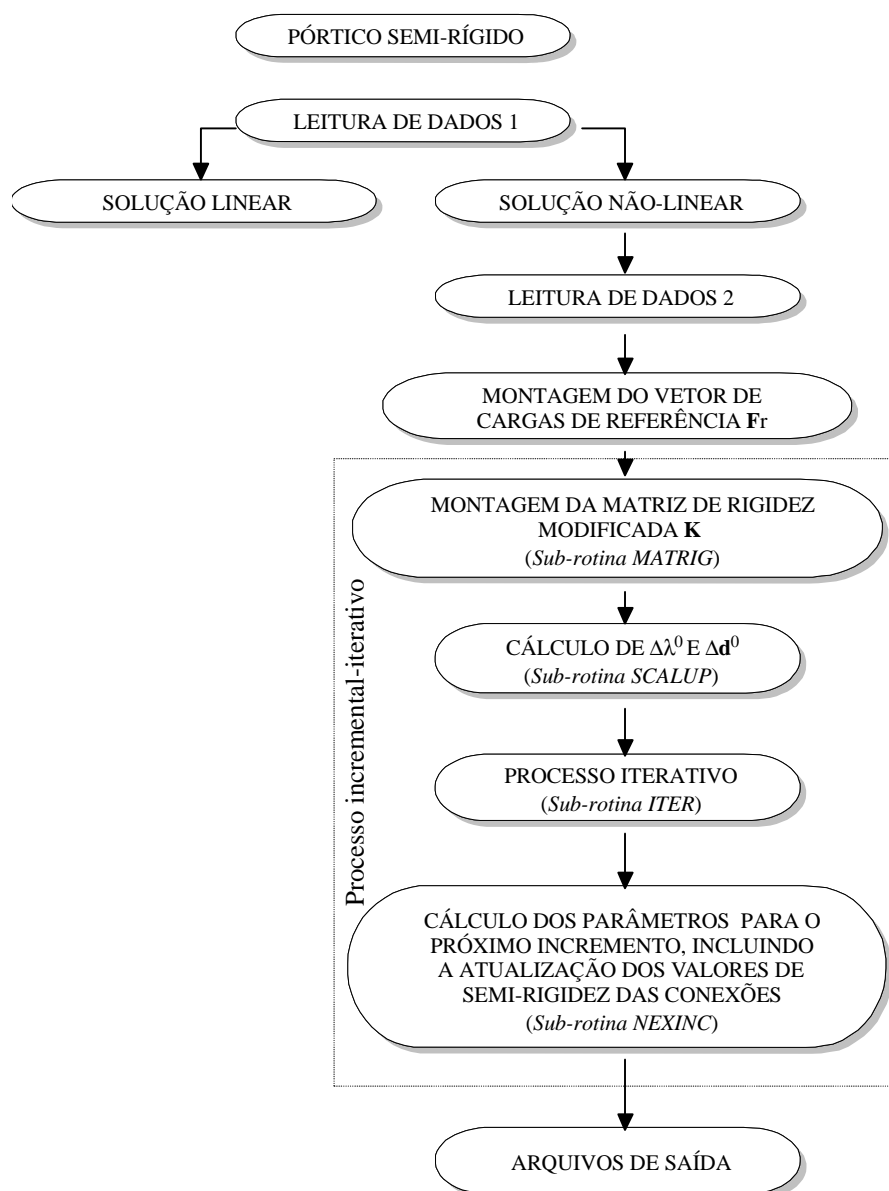 PÓRTICO SEMI-RÍGIDO
LEITURA DE DADOS 1
SOLUÇÃO LINEAR
SOLUÇÃO NÃO-LINEAR
LEITURA DE DADOS 2
MONTAGEM DO VETOR DE
CARGAS DE REFERÊNCIA Fr
Processo incremental-iterativo
MONTAGEM DA MATRIZ DE RIGIDEZ
MODIFICADA K
(Sub-rotina MATRIG)
CÁLCULO DE Δλ⁰ E Δd⁰
(Sub-rotina SCALUP)
PROCESSO ITERATIVO
(Sub-rotina ITER)
CÁLCULO DOS PARÂMETROS PARA O
PRÓXIMO INCREMENTO, INCLUINDO
A ATUALIZAÇÃO DOS VALORES DE
SEMI-RIGIDEZ DAS CONEXÕES
(Sub-rotina NEXINC)
ARQUIVOS DE SAÍDA